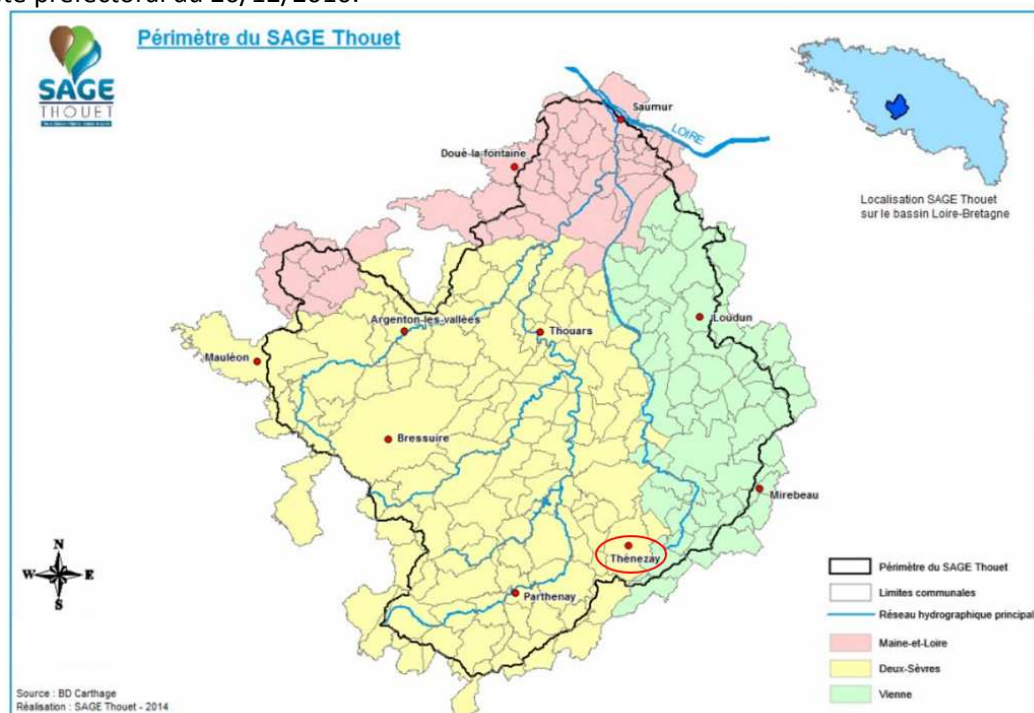 Périmètre du SAGE Thouet
SAGE
THOUET
Saumur
LOIRE
Doué-la-fontaine
Localisation SAGE Thouet
sur le bassin Loire-Bretagne
Argenton-les-vallées
Thouars
Loudun
Mauléon
Bressuire
Mirebeau
Thénezay
Parthenay
N
W E
S
Périmètre du SAGE Thouet
Limites communales
Réseau hydrographique principal
Maine-et-Loire
Deux-Sèvres
Vienne
Source : BD Carthage
Réalisation : SAGE Thouet - 2014